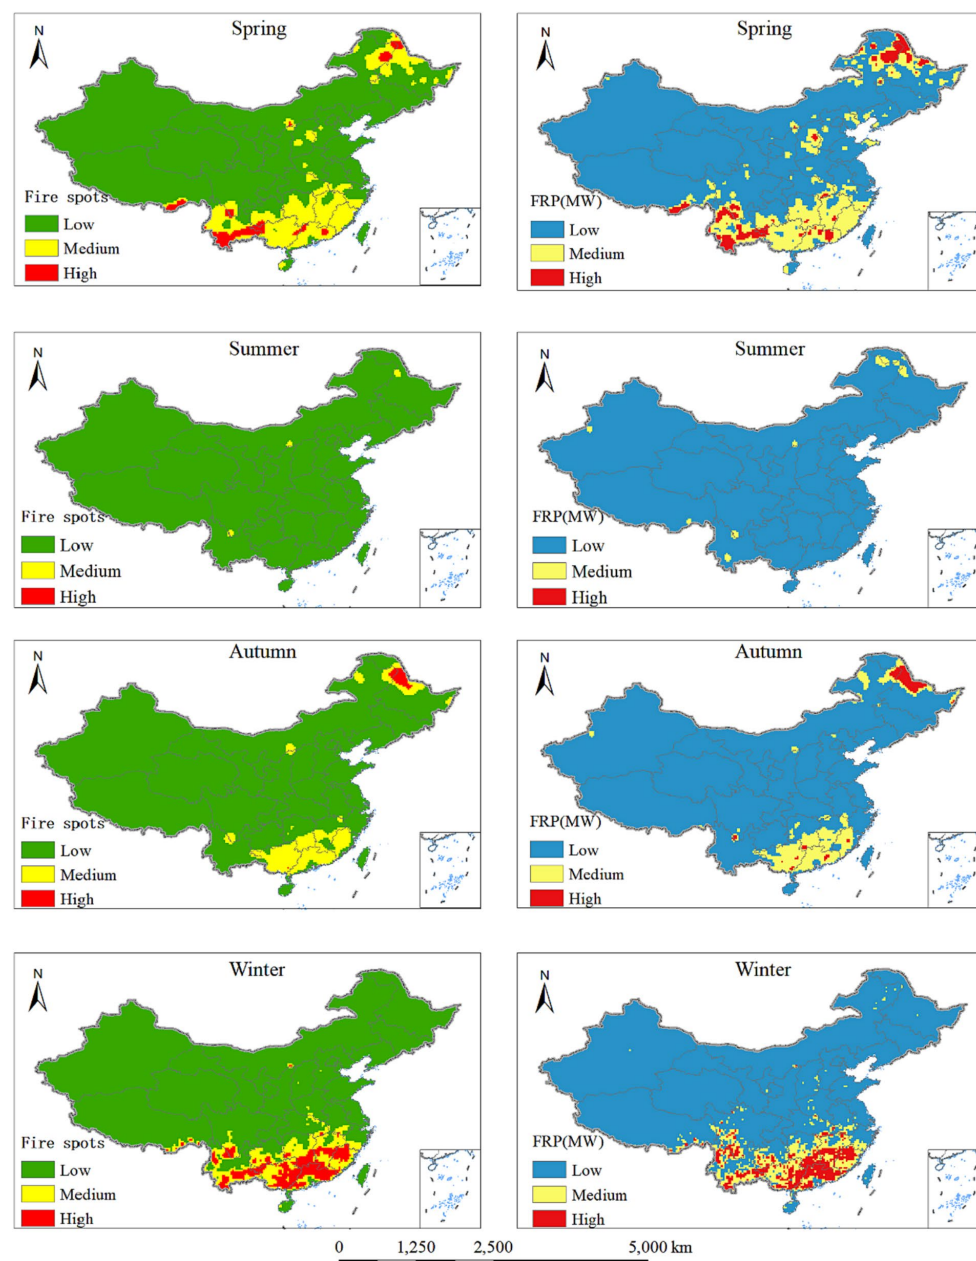 Spring
N
Fire spots
Low
Medium
High
Spring
N
FRP(MW)
Low
Medium
High
Summer
N
Fire spots
Low
Medium
High
Summer
N
FRP(MW)
Low
Medium
High
Autumn
N
Fire spots
Low
Medium
High
Autumn
N
FRP(MW)
Low
Medium
High
Winter
N
Fire spots
Low
Medium
High
Winter
N
FRP(MW)
Low
Medium
High
0 1,250 2,500 5,000 km